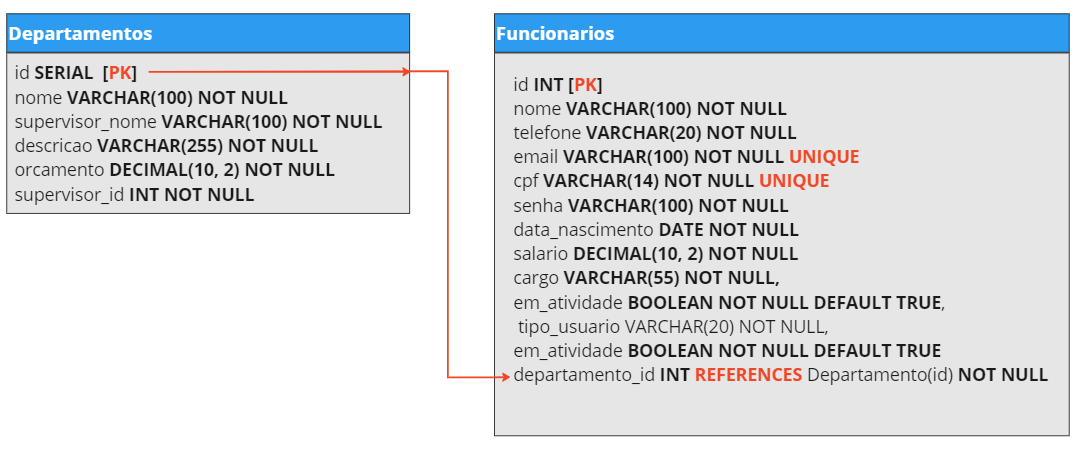 Departamentos
id SERIAL [PK]
nome VARCHAR(100) NOT NULL
supervisor_nome VARCHAR(100) NOT NULL
descricao VARCHAR(255) NOT NULL
orcamento DECIMAL(10, 2) NOT NULL
supervisor_id INT NOT NULL
Funcionarios
id INT [PK]
nome VARCHAR(100) NOT NULL
telefone VARCHAR(20) NOT NULL
email VARCHAR(100) NOT NULL UNIQUE
cpf VARCHAR(14) NOT NULL UNIQUE
senha VARCHAR(100) NOT NULL
data_nascimento DATE NOT NULL
salario DECIMAL(10, 2) NOT NULL
cargo VARCHAR(55) NOT NULL,
em_atividade BOOLEAN NOT NULL DEFAULT TRUE,
tipo_usuario VARCHAR(20) NOT NULL,
em_atividade BOOLEAN NOT NULL DEFAULT TRUE
departamento_id INT REFERENCES Departamento(id) NOT NULL